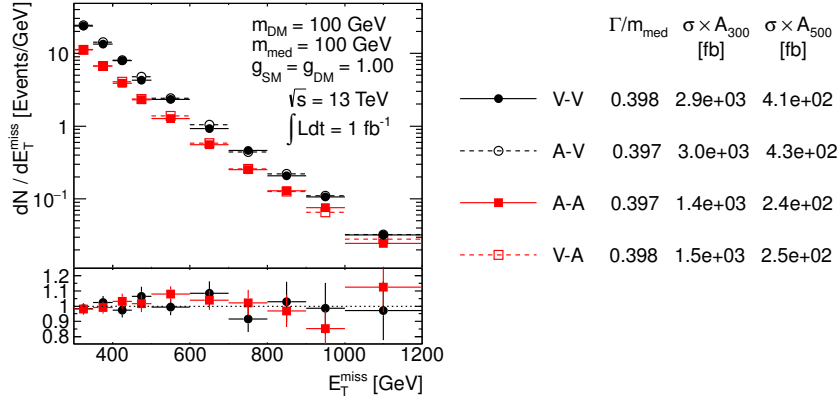 dN / dE_T^miss [Events/GeV]
10
1
10⁻¹
m_DM = 100 GeV
m_med = 100 GeV
g_SM = g_DM = 1.00
√s = 13 TeV
∫Ldt = 1 fb⁻¹
1.2
1.1
1
0.9
0.8
400 600 800 1000 1200
E_T^miss [GeV]
Γ/m_med σ × A_300 σ × A_500
[fb] [fb]
V-V 0.398 2.9e+03 4.1e+02
A-V 0.397 3.0e+03 4.3e+02
A-A 0.397 1.4e+03 2.4e+02
V-A 0.398 1.5e+03 2.5e+02